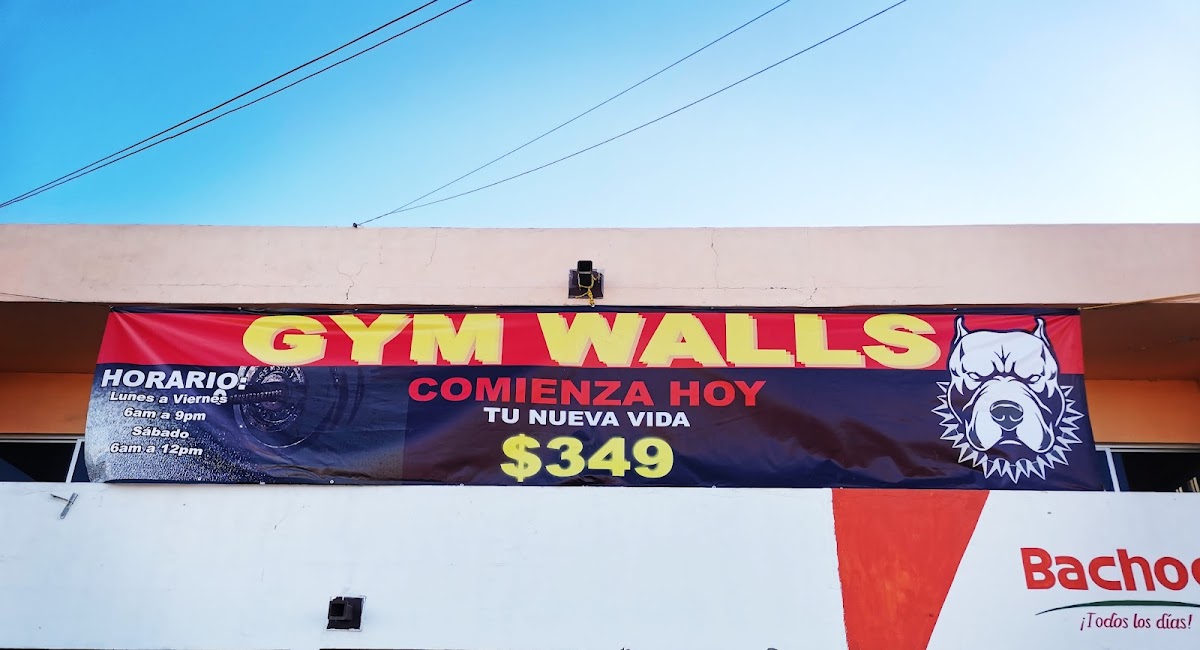 GYM WALLS
HORARIO:
Lunes a Viernes
6am a 9pm
Sábado
6am a 12pm
COMIENZA HOY
TU NUEVA VIDA
$349
Bachoc
¡Todos los días!